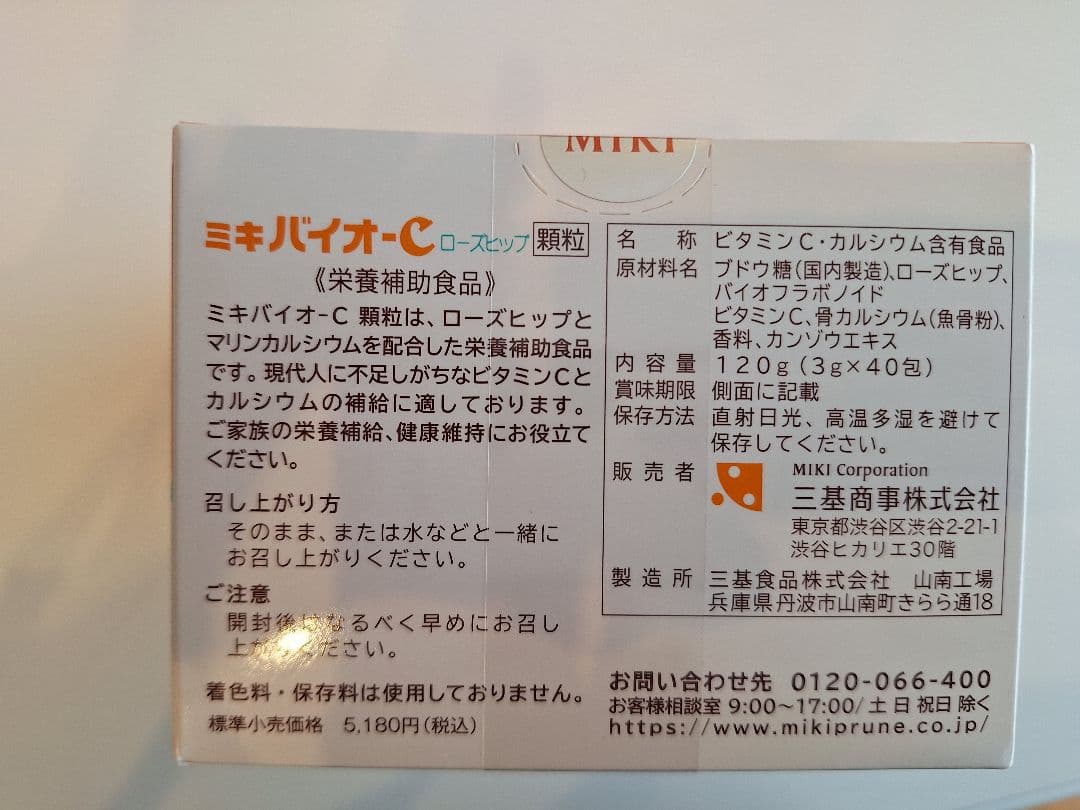 MIKI
ミキバイオ-C ローズヒップ 顆粒
《栄養補助食品》
ミキバイオ-C 顆粒は、ローズヒップと
マリンカルシウムを配合した栄養補助食品
です。現代人に不足しがちなビタミンCと
カルシウムの補給に適しております。
ご家族の栄養補給、健康維持にお役立て
ください。
召し上がり方
そのまま、または水などと一緒に
お召し上がりください。
ご注意
開封後はなるべく早めにお召し
上がりください。
着色料・保存料は使用しておりません。
標準小売価格 5,180円(税込)
名称 ビタミンC・カルシウム含有食品
原材料名 ブドウ糖(国内製造)、ローズヒップ、
バイオフラボノイド
ビタミンC、骨カルシウム(魚骨粉)、
香料、カンゾウエキス
内容量 120g(3g×40包)
賞味期限 側面に記載
保存方法 直射日光、高温多湿を避けて
保存してください。
販売者 MIKI Corporation
三基商事株式会社
東京都渋谷区渋谷2-21-1
渋谷ヒカリエ30階
製造所 三基食品株式会社 山南工場
兵庫県丹波市山南町きらら通18
お問い合わせ先 0120-066-400
お客様相談室 9:00〜17:00/土 日 祝日 除く
https://www.mikiprune.co.jp/